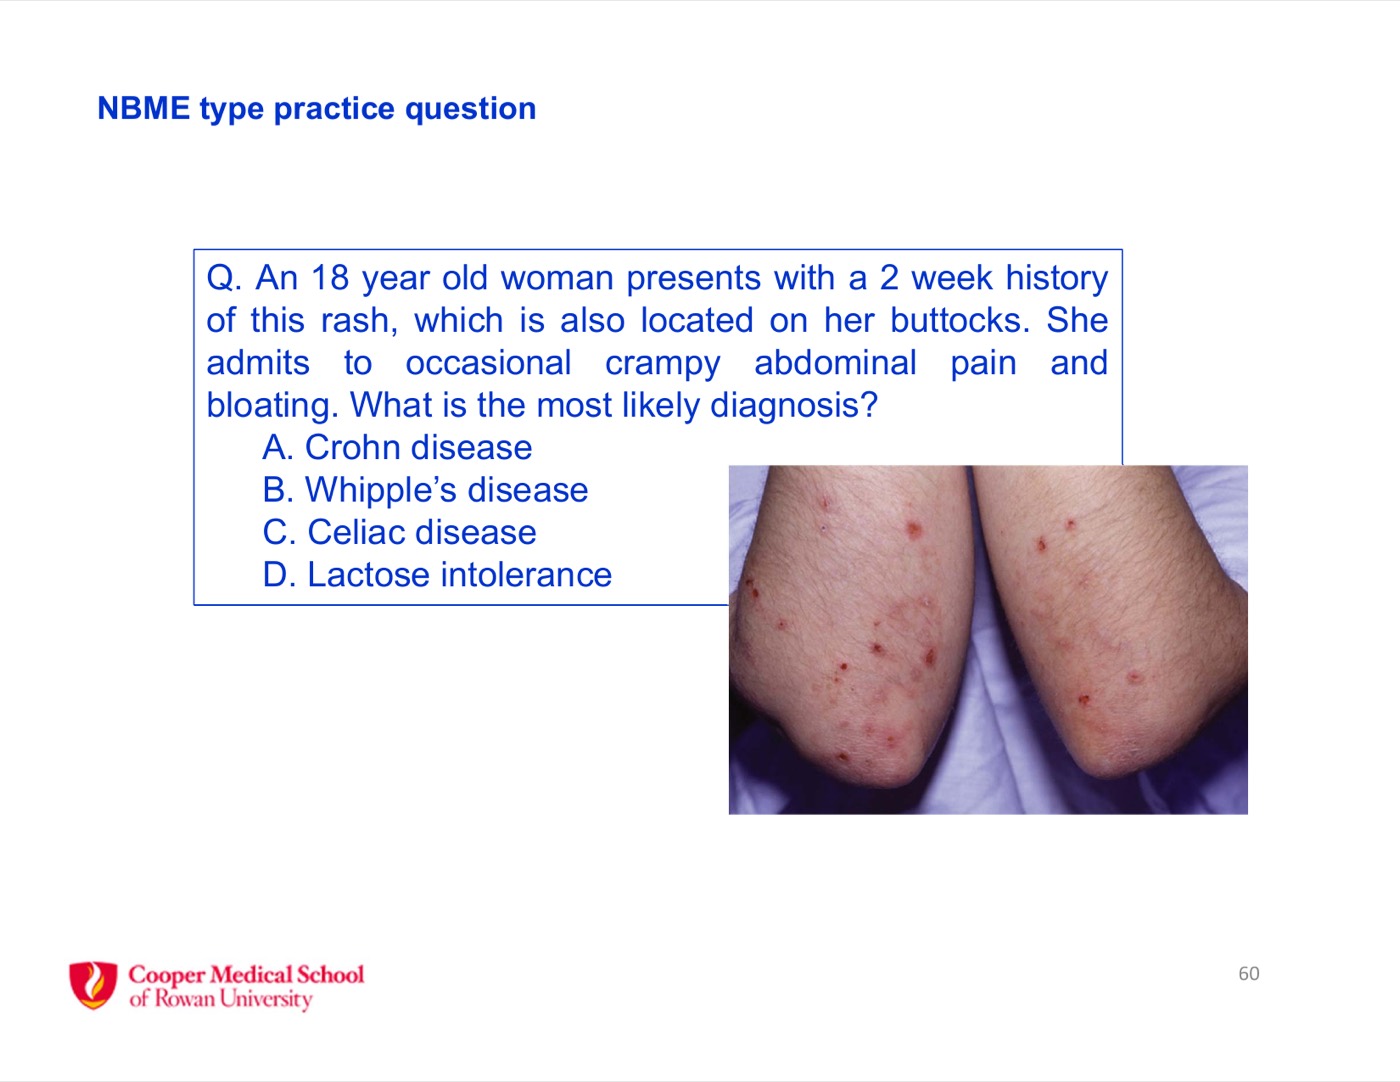 NBME type practice question
Q. An 18 year old woman presents with a 2 week history
of this rash, which is also located on her buttocks. She
admits to occasional crampy abdominal pain and
bloating. What is the most likely diagnosis?
A. Crohn disease
B. Whipple’s disease
C. Celiac disease
D. Lactose intolerance
Cooper Medical School
of Rowan University
60